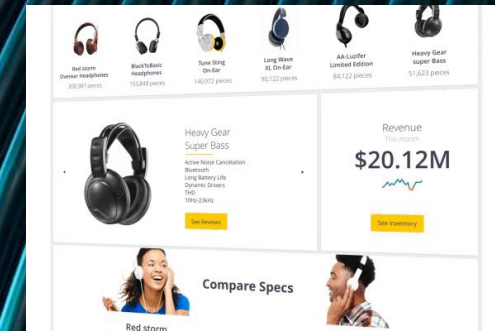 Red storm
Overear Headphones
200,987 pieces
BlackToBasic
Headphones
155,848 pieces
Tune Sting
On-Ear
140,972 pieces
Long Wave
XL On-Ear
90,122 pieces
AA-Luzifer
Limited Edition
84,122 pieces
Heavy Gear
super Bass
51,623 pieces
Heavy Gear
Super Bass
Active Noise Cancelation
Bluetooth
Long Battery Life
Dynamic Drivers
THD
10Hz-23kHz
See Reviews
Revenue
This month
$20.12M
See Inventory
Compare Specs
Red storm